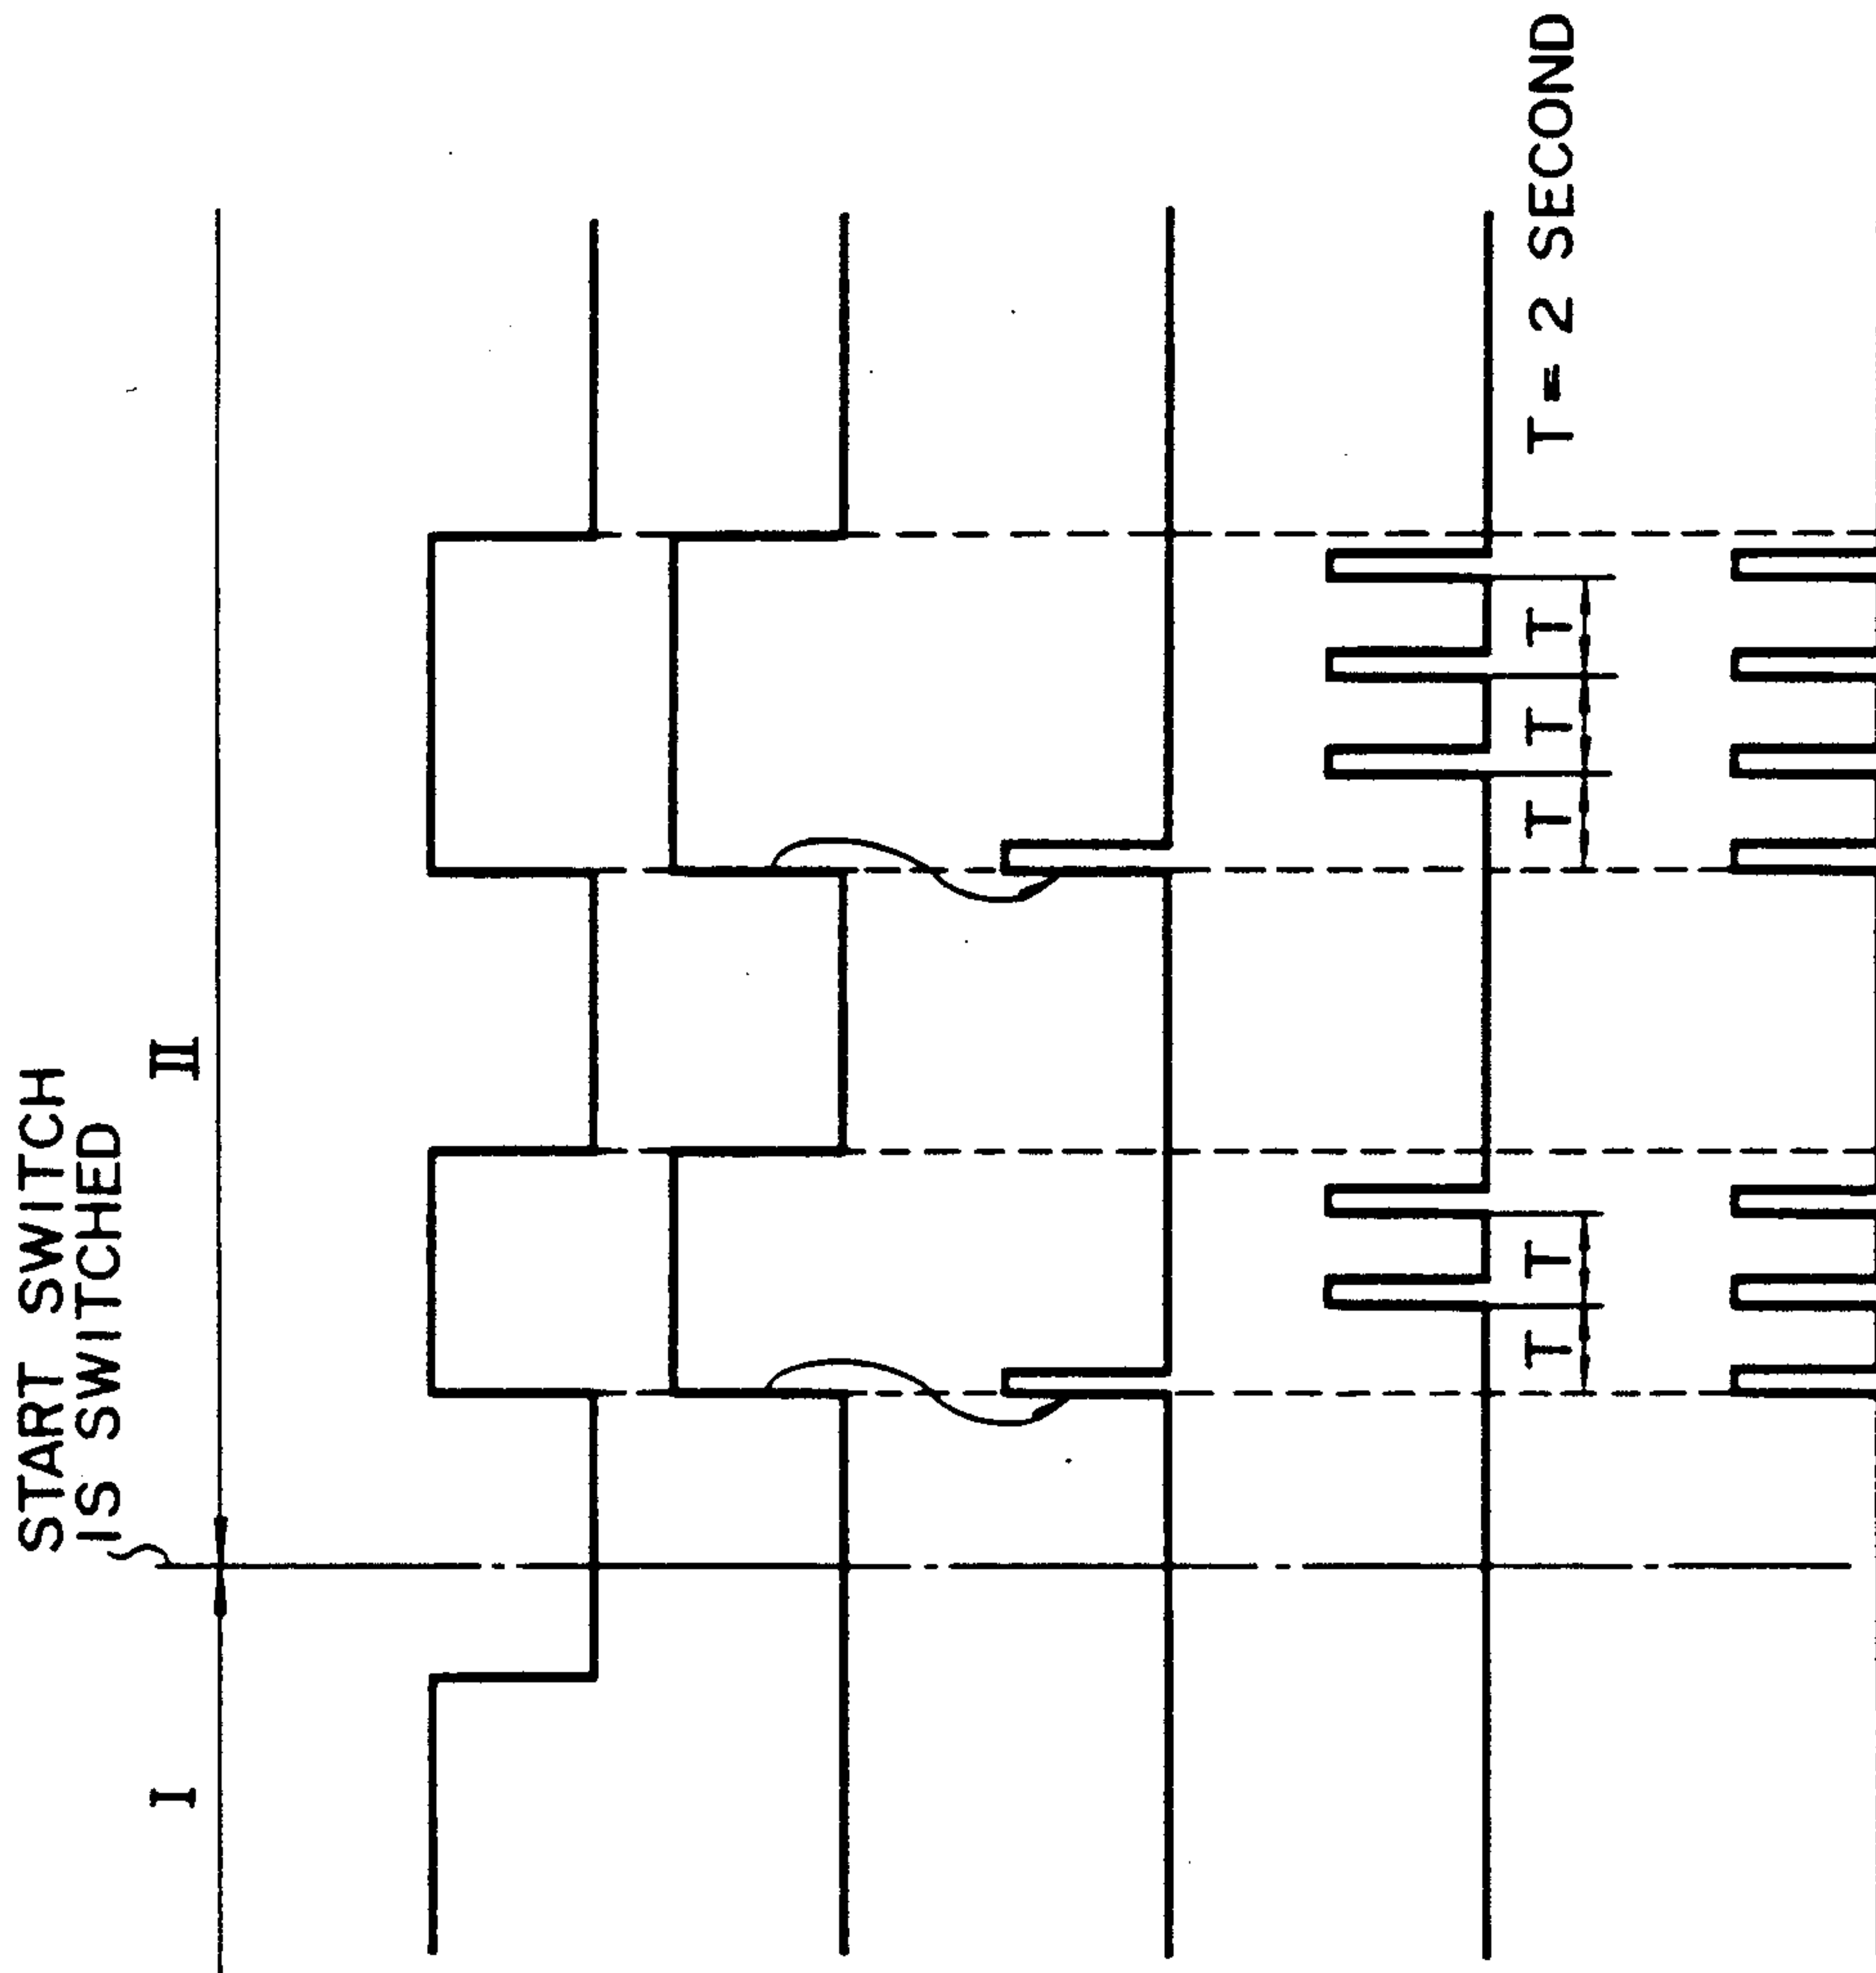 START SWITCH
IS SWITCHED
I
II
T
T
T
T
T
T = 2 SECOND